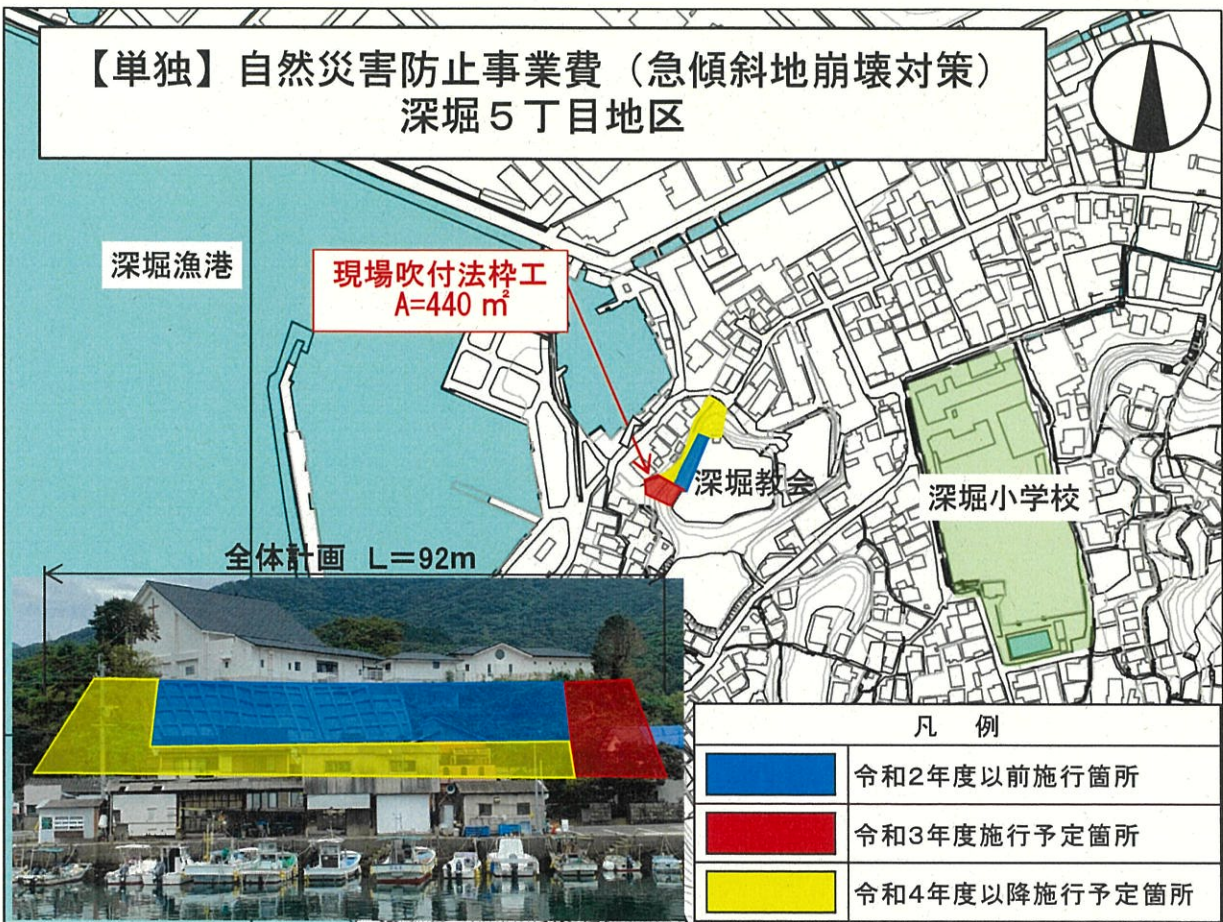 【単独】自然災害防止事業費（急傾斜地崩壊対策）
深堀５丁目地区
深堀漁港
現場吹付法枠工
A=440 ㎡
深堀教会
深堀小学校
全体計画 L＝92m
凡 例
令和2年度以前施行箇所
令和3年度施行予定箇所
令和4年度以降施行予定箇所